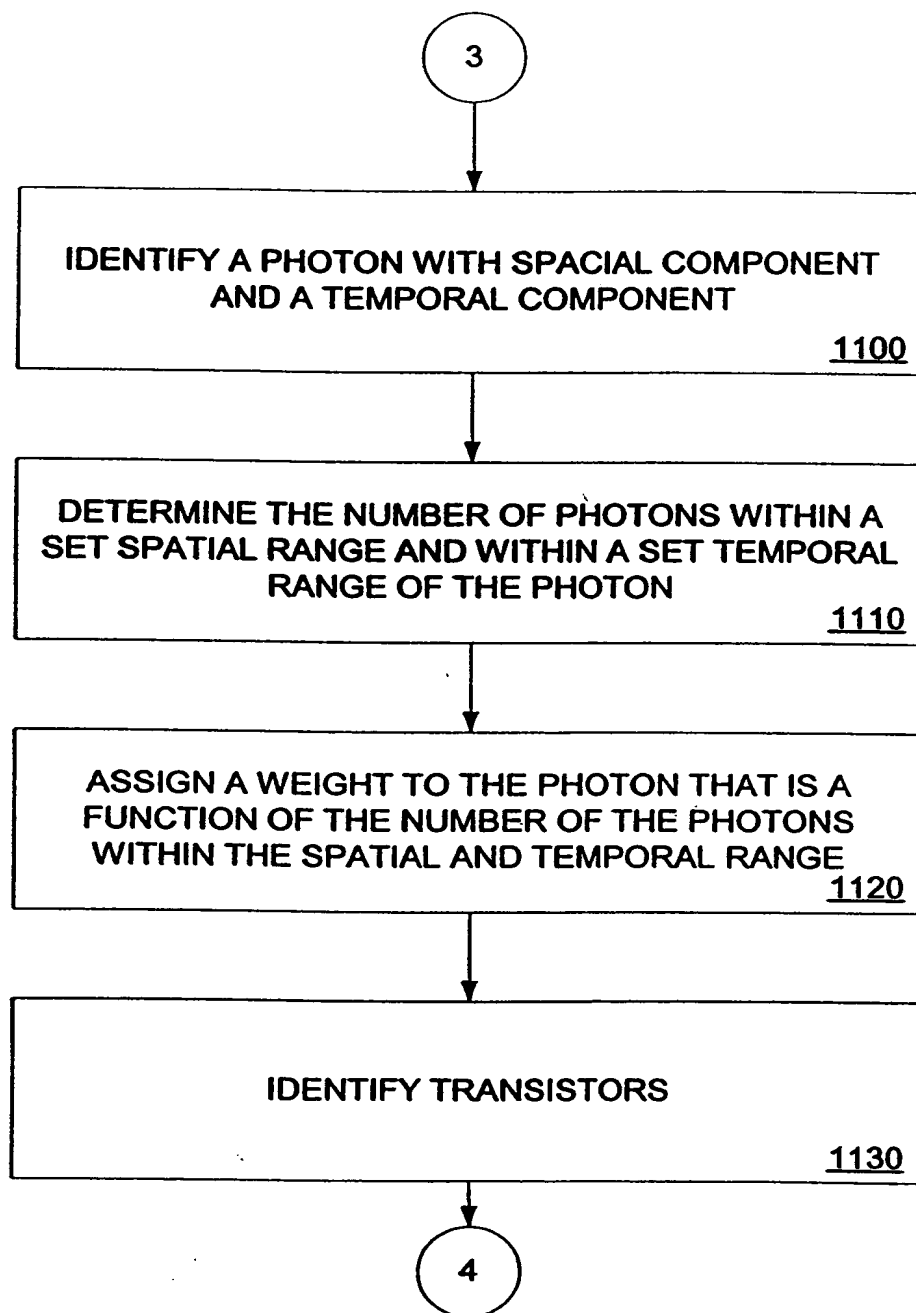 3
IDENTIFY A PHOTON WITH SPACIAL COMPONENT
AND A TEMPORAL COMPONENT
1100
DETERMINE THE NUMBER OF PHOTONS WITHIN A
SET SPATIAL RANGE AND WITHIN A SET TEMPORAL
RANGE OF THE PHOTON
1110
ASSIGN A WEIGHT TO THE PHOTON THAT IS A
FUNCTION OF THE NUMBER OF THE PHOTONS
WITHIN THE SPATIAL AND TEMPORAL RANGE
1120
IDENTIFY TRANSISTORS
1130
4